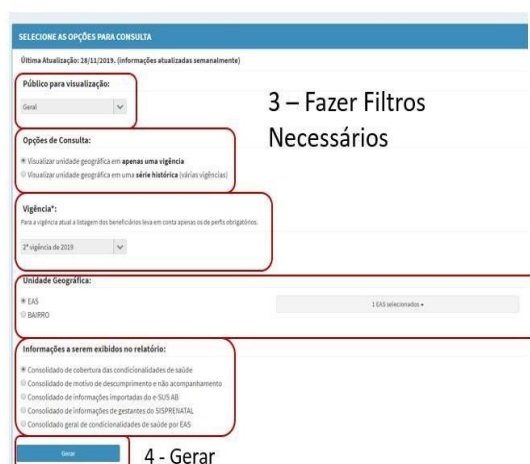 SELECIONE AS OPÇÕES PARA CONSULTA
Última Atualização: 28/11/2019. (informações atualizadas semanalmente)
Público para visualização:
Geral
3 – Fazer Filtros
Necessários
Opções de Consulta:
Visualizar unidade geográfica em apenas uma vigência
Visualizar unidade geográfica em uma série histórica (várias vigências)
Vigência*:
Para a vigência atual a listagem dos beneficiários leva em conta apenas os de perfis obrigatórios.
2ª vigência de 2019
Unidade Geográfica:
EAS
1 EAS selecionados
BAIRRO
Informações a serem exibidos no relatório:
Consolidado de cobertura das condicionalidades de saúde
Consolidado de motivo de descumprimento e não acompanhamento
Consolidado de informações importadas do e-SUS AB
Consolidado de informações de gestantes do SISPRENATAL
Consolidado geral de condicionalidades de saúde por EAS
Gerar
4 - Gerar